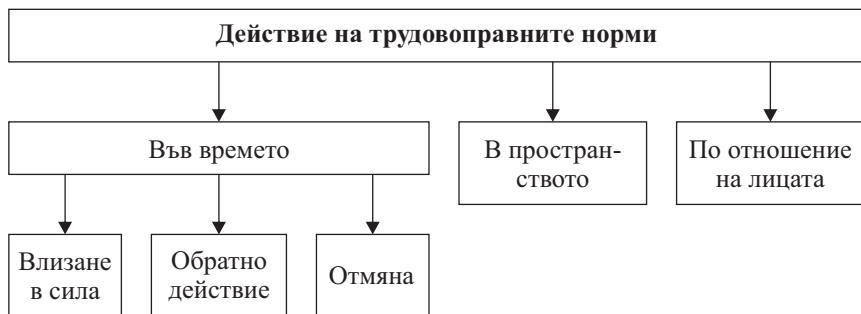 Действие на трудовоправните норми
Във времето
В простран-
ството
По отношение
на лицата
Влизане
в сила
Обратно
действие
Отмяна